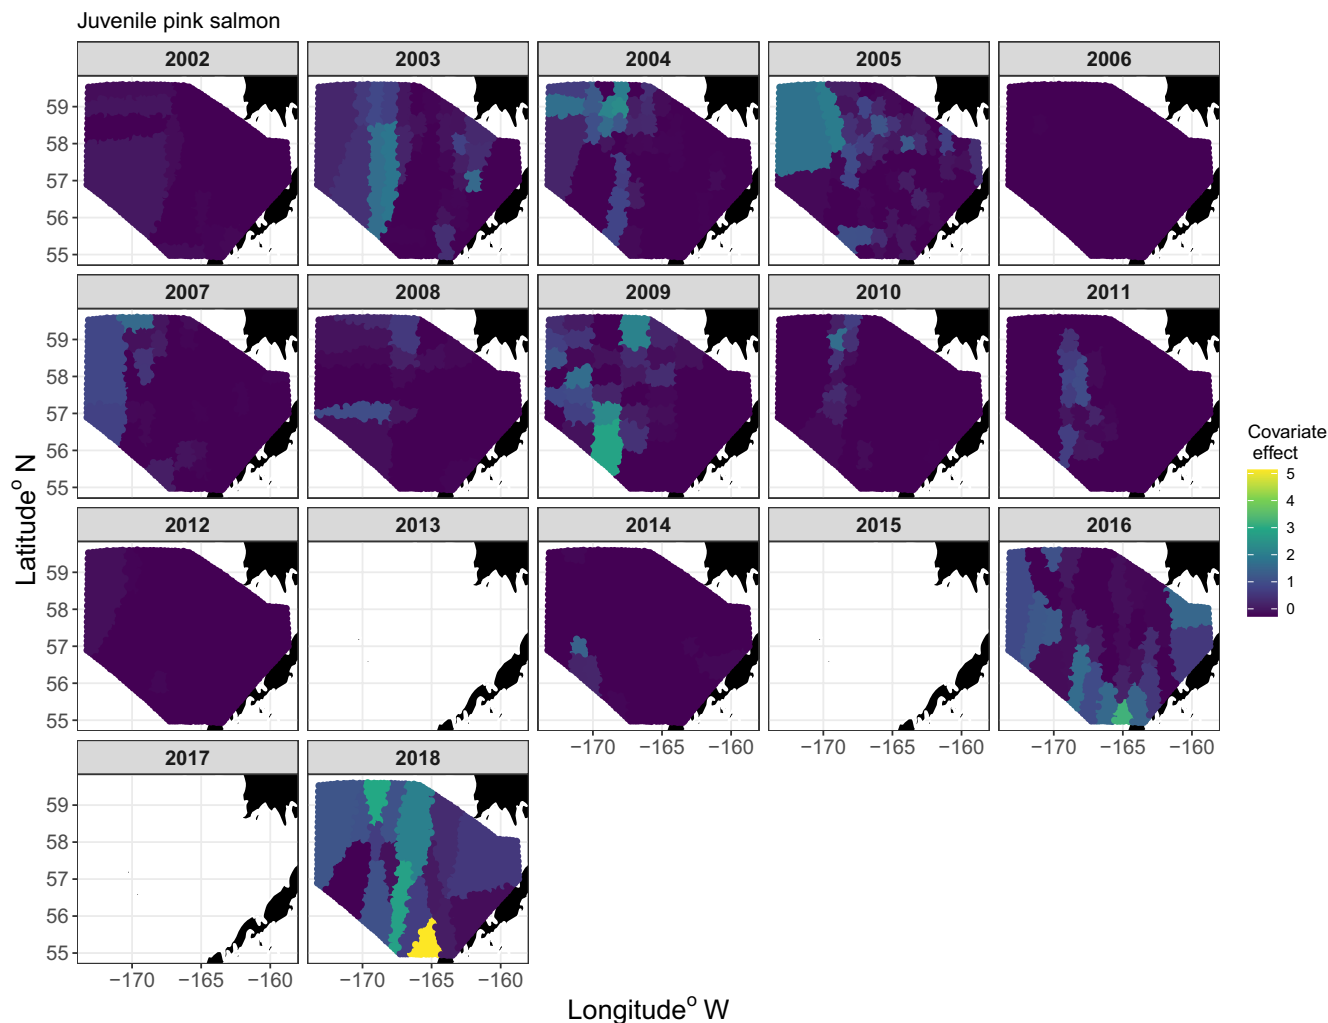 Juvenile pink salmon
2002 2003 2004 2005 2006
59
58
57
56
55
2007 2008 2009 2010 2011
59
58
57
56
55
2012 2013 2014 2015 2016
59
58
57
56
55
−170 −165 −160 −170 −165 −160 −170 −165 −160
2017 2018
59
58
57
56
55
−170 −165 −160 −170 −165 −160
Latitude° N
Longitude° W
Covariate
effect
5
4
3
2
1
0